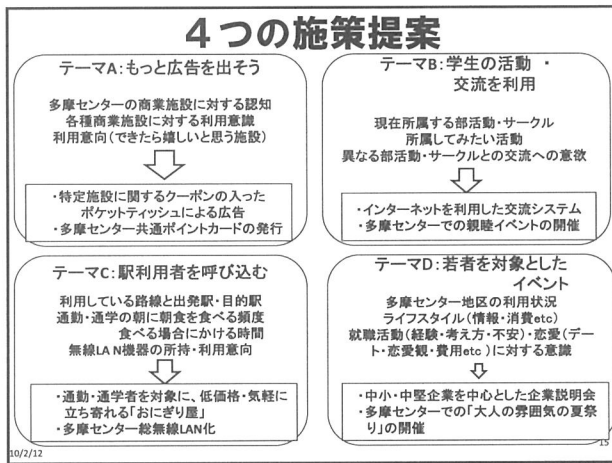 ４つの施策提案
テーマA：もっと広告を出そう
多摩センターの商業施設に対する認知
各種商業施設に対する利用意識
利用意向（できたら嬉しいと思う施設）
・特定施設に関するクーポンの入った
ポケットティッシュによる広告
・多摩センター共通ポイントカードの発行
テーマB：学生の活動・
交流を利用
現在所属する部活動・サークル
所属してみたい活動
異なる部活動・サークルとの交流への意欲
・インターネットを利用した交流システム
・多摩センターでの親睦イベントの開催
テーマC：駅利用者を呼び込む
利用している路線と出発駅・目的駅
通勤・通学の朝に朝食を食べる頻度
食べる場合にかける時間
無線LAN機器の所持・利用意向
・通勤・通学者を対象に、低価格・気軽に
立ち寄れる「おにぎり屋」
・多摩センター総無線LAN化
テーマD：若者を対象とした
イベント
多摩センター地区の利用状況
ライフスタイル（情報・消費etc）
就職活動（経験・考え方・不安）・恋愛（デー
ト・恋愛観・費用etc）に対する意識
・中小・中堅企業を中心とした企業説明会
・多摩センターでの「大人の雰囲気の夏祭
り」の開催
10/2/12
15